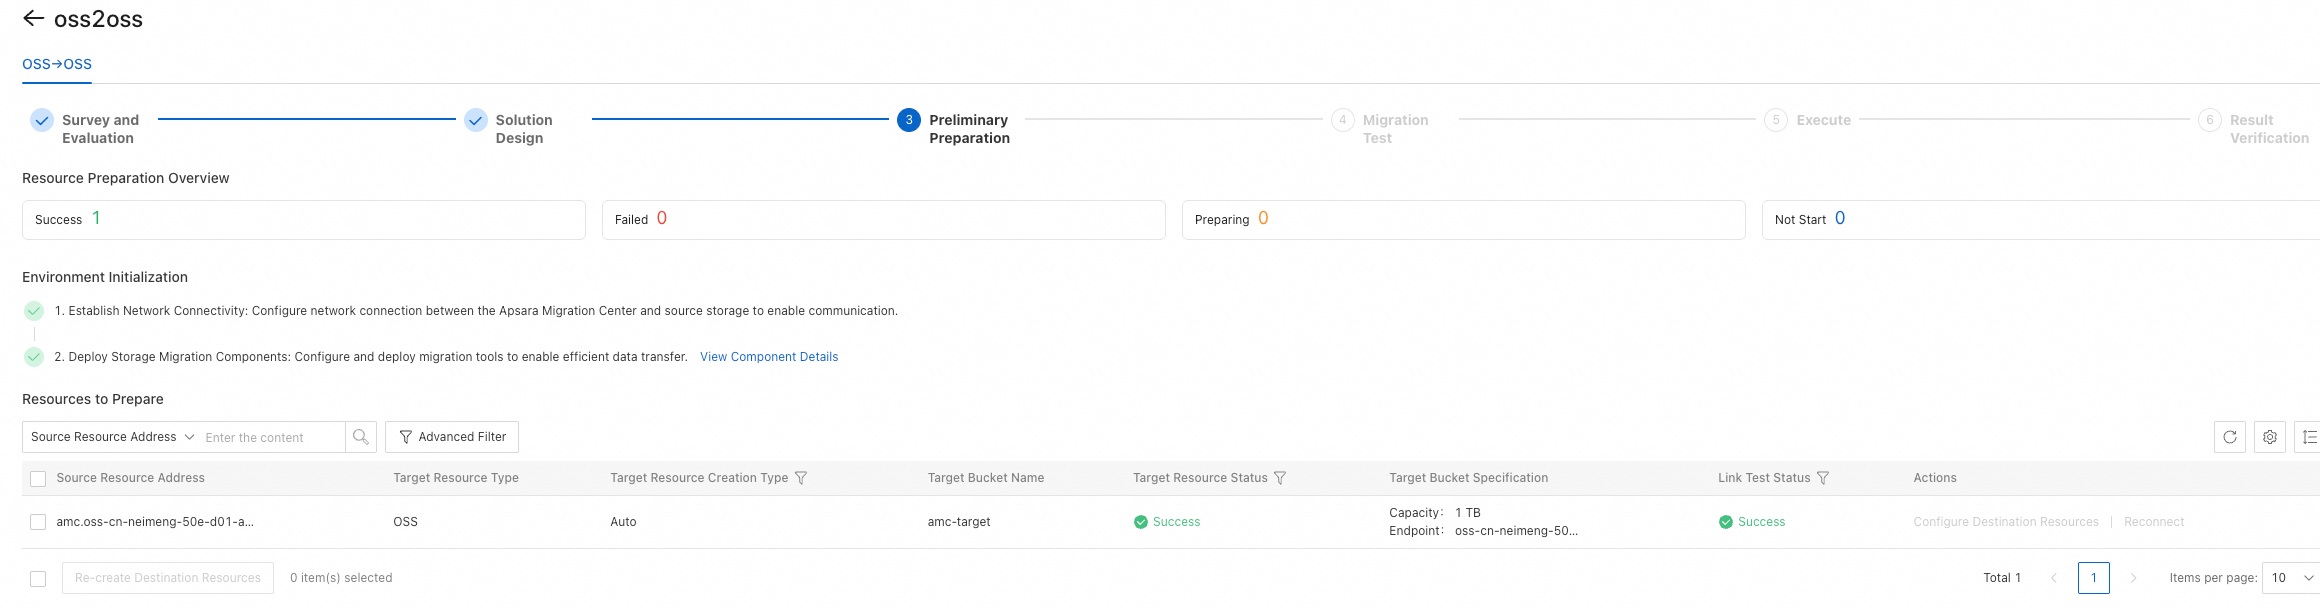 oss2oss
OSS→OSS
Survey and Evaluation
Solution Design
3 Preliminary Preparation
4 Migration Test
5 Execute
6 Result Verification
Resource Preparation Overview
Success 1
Failed 0
Preparing 0
Not Start 0
Environment Initialization
1. Establish Network Connectivity: Configure network connection between the Apsara Migration Center and source storage to enable communication.
2. Deploy Storage Migration Components: Configure and deploy migration tools to enable efficient data transfer. View Component Details
Resources to Prepare
Source Resource Address Enter the content Advanced Filter
Source Resource Address Target Resource Type Target Resource Creation Type Target Bucket Name Target Resource Status Target Bucket Specification Link Test Status Actions
amc.oss-cn-neimeng-50e-d01-a... OSS Auto amc-target Success Capacity: 1 TB Success Configure Destination Resources | Reconnect
Endpoint: oss-cn-neimeng-50...
Re-create Destination Resources 0 item(s) selected Total 1 1 Items per page: 10